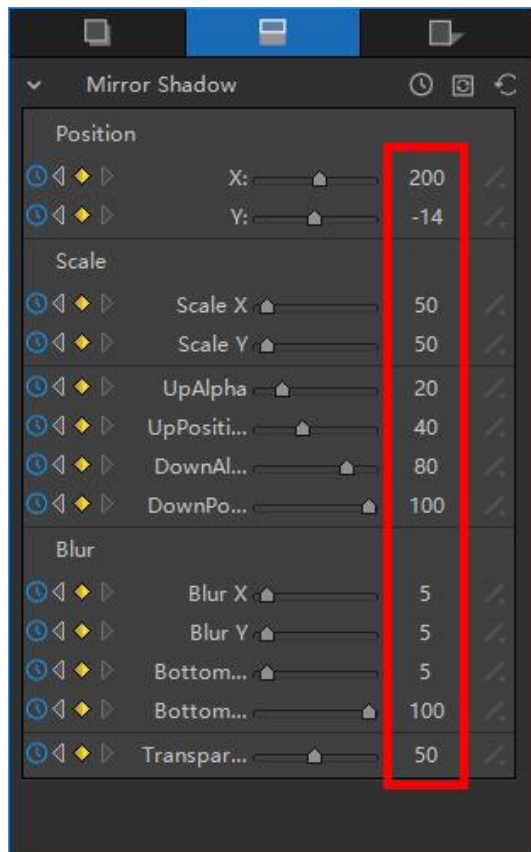 Mirror Shadow
Position
X: 200
Y: -14
Scale
Scale X 50
Scale Y 50
UpAlpha 20
UpPositi... 40
DownAl... 80
DownPo... 100
Blur
Blur X 5
Blur Y 5
Bottom... 5
Bottom... 100
Transpar... 50